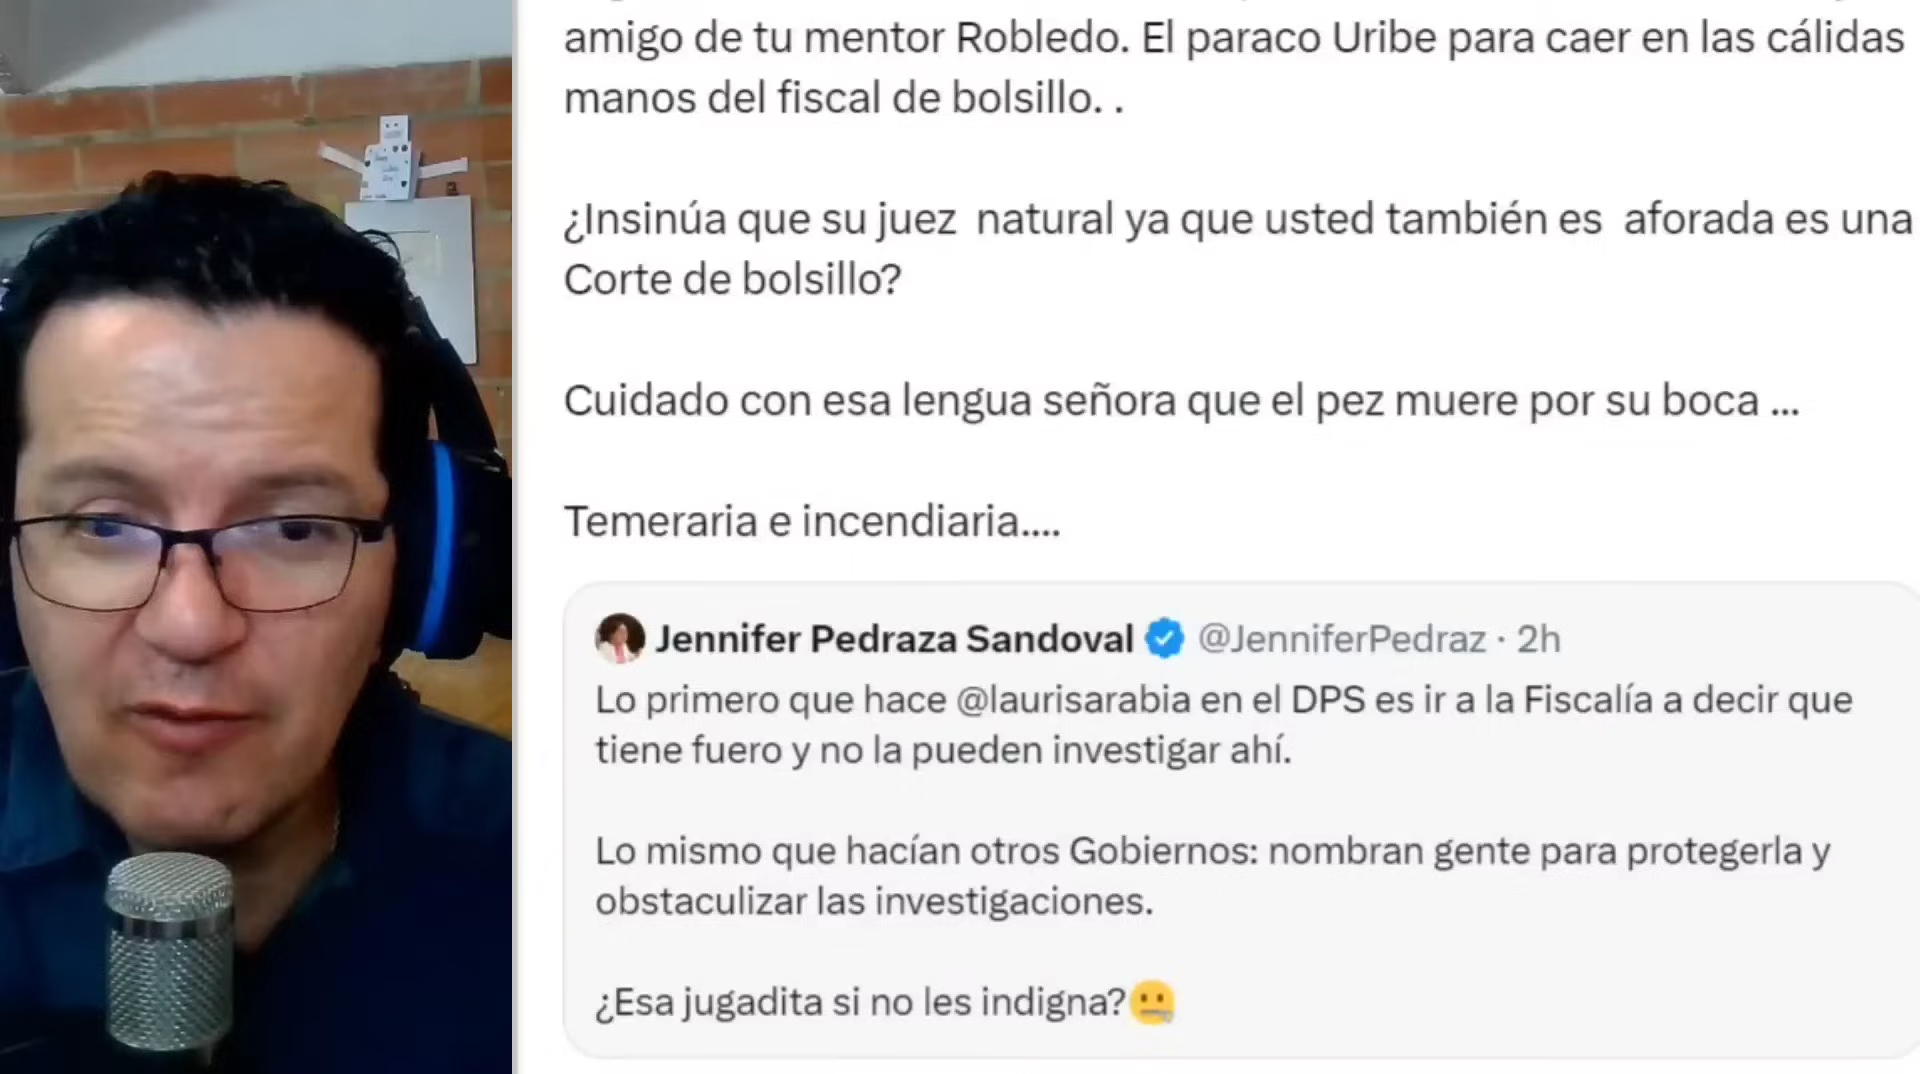 amigo de tu mentor Robledo. El paraco Uribe para caer en las cálidas
manos del fiscal de bolsillo. .
¿Insinúa que su juez  natural ya que usted también es  aforada es una
Corte de bolsillo?
Cuidado con esa lengua señora que el pez muere por su boca ...
Temeraria e incendiaria....
Jennifer Pedraza Sandoval @JenniferPedraz · 2h
Lo primero que hace @laurisarabia en el DPS es ir a la Fiscalía a decir que
tiene fuero y no la pueden investigar ahí.
Lo mismo que hacían otros Gobiernos: nombran gente para protegerla y
obstaculizar las investigaciones.
¿Esa jugadita si no les indigna?🤐